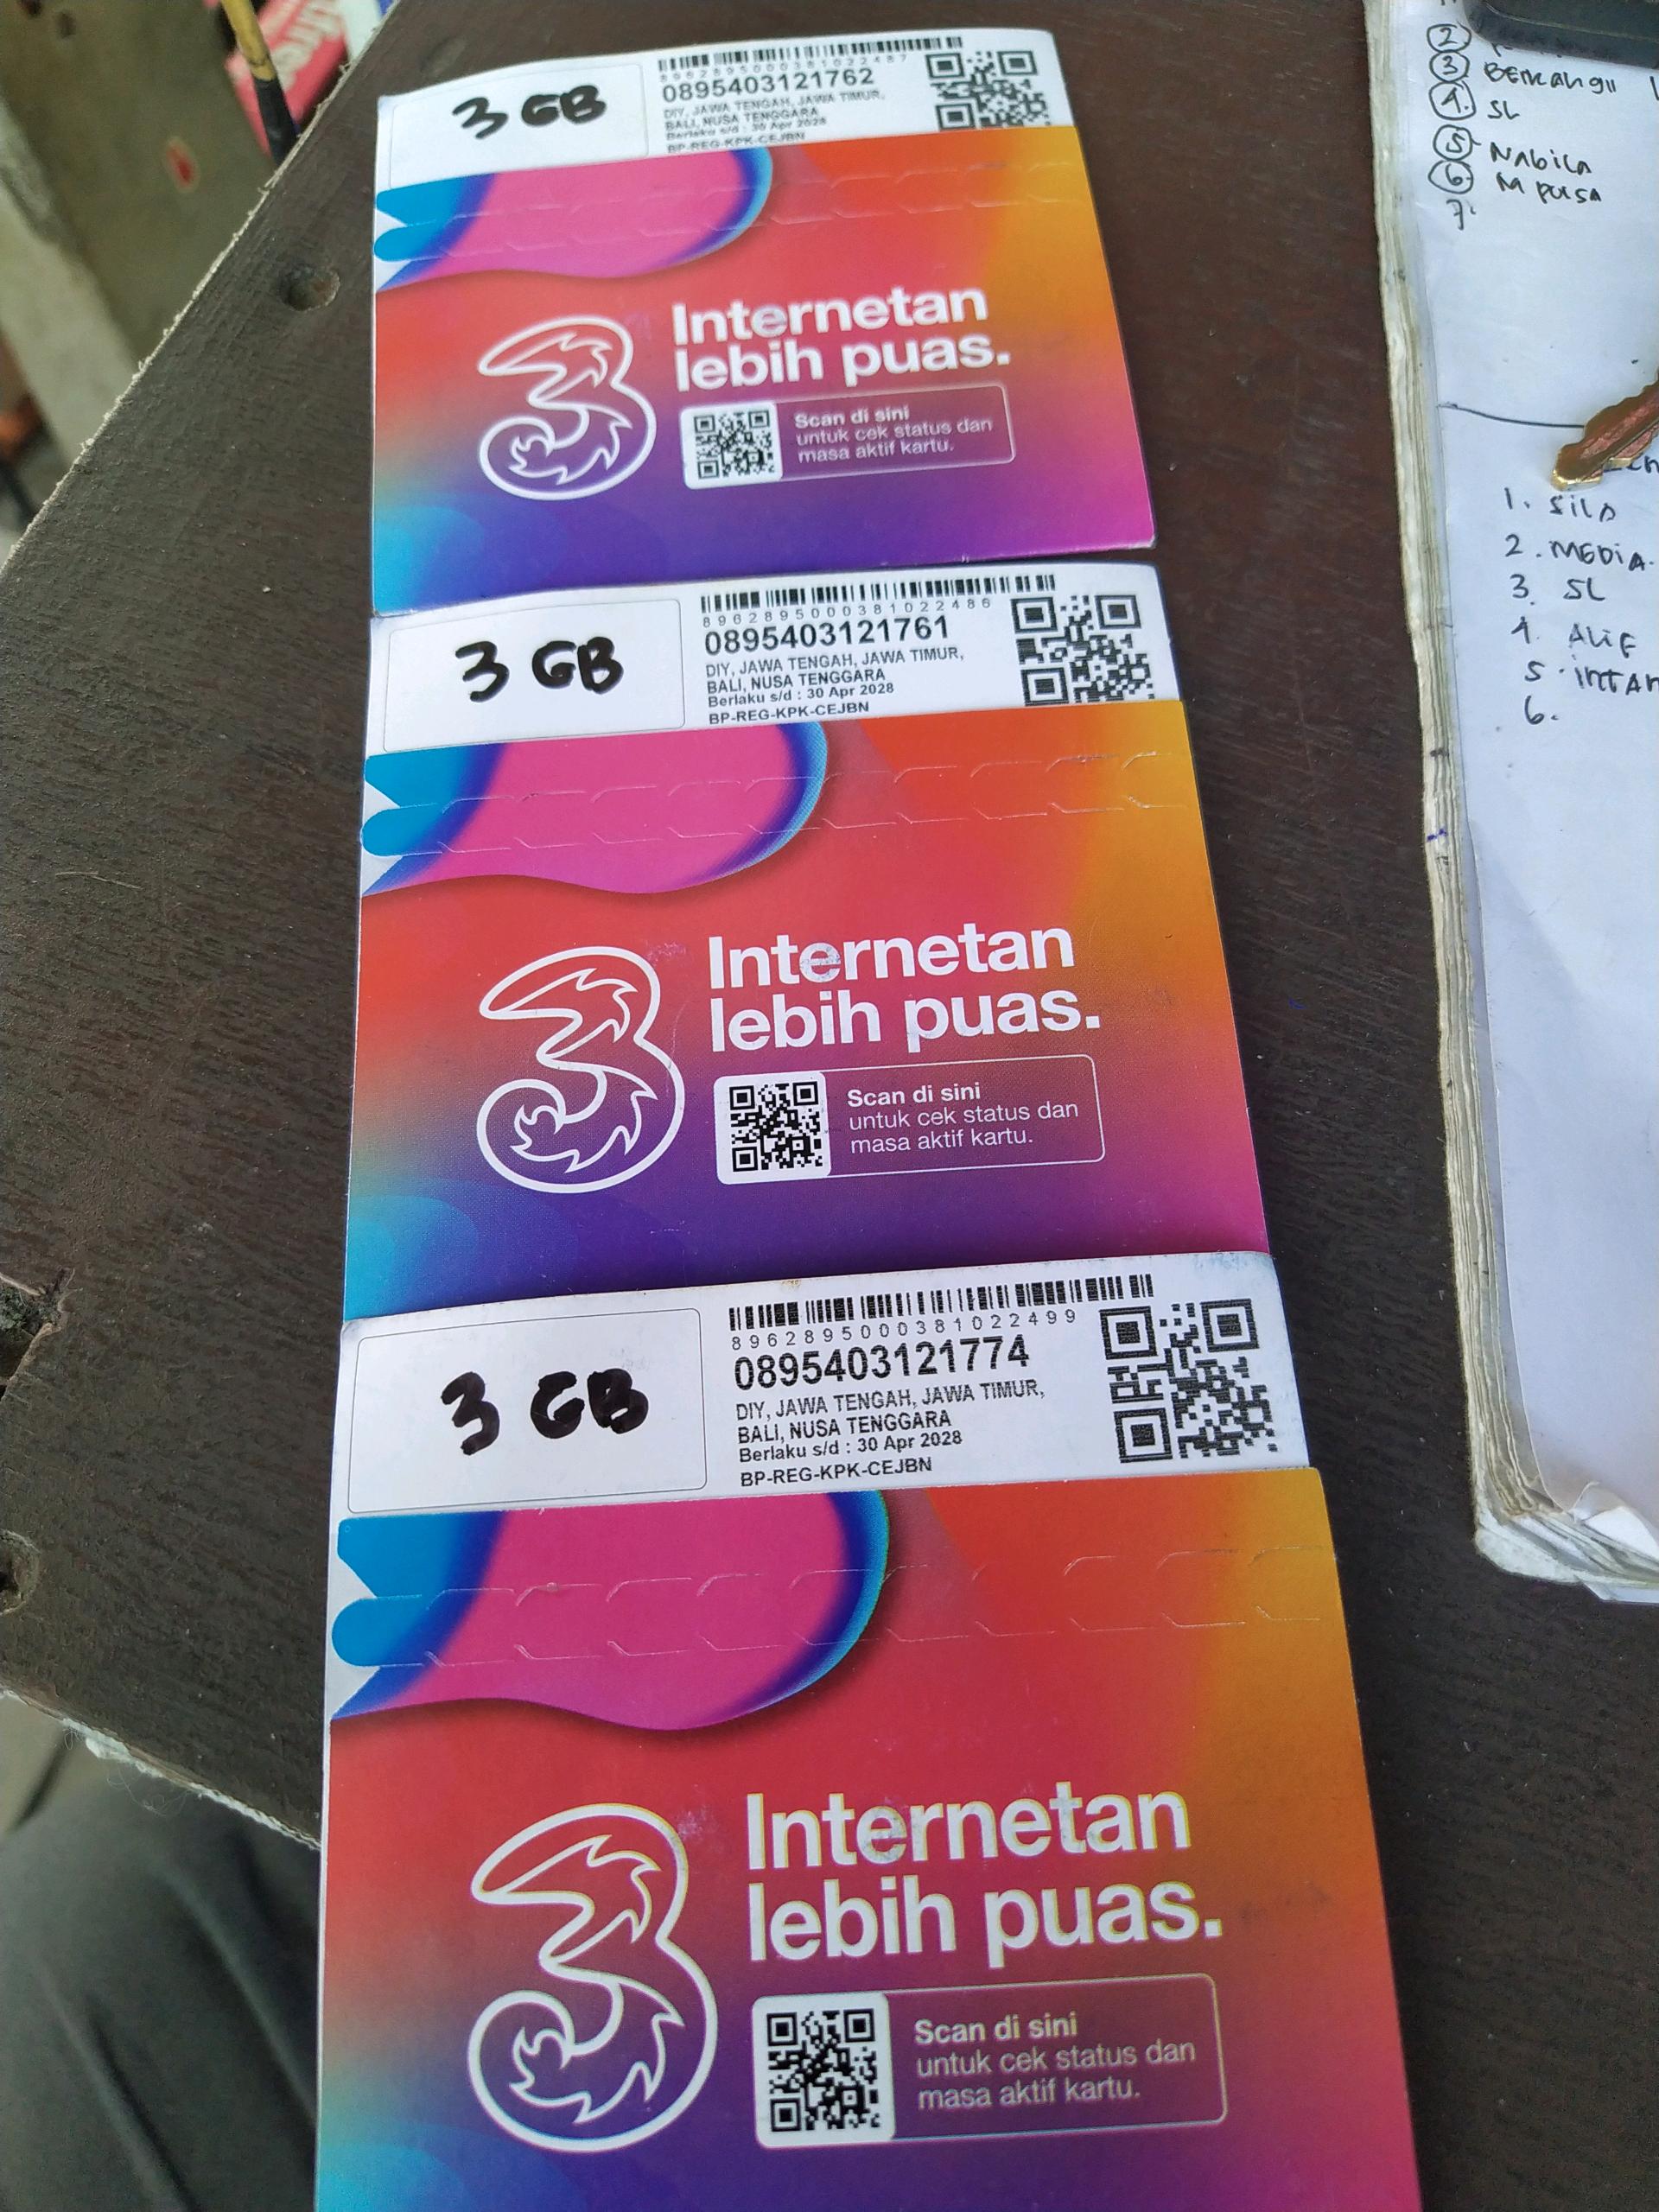 3 GB
8962895000381022487
0895403121762
DIY, JAWA TENGAH, JAWA TIMUR,
BALI, NUSA TENGGARA
Berlaku s/d : 30 Apr 2028
BP-REG-KPK-CEJBN
3
Internetan
lebih puas.
Scan di sini
untuk cek status dan
masa aktif kartu.
3 GB
8962895000381022486
0895403121761
DIY, JAWA TENGAH, JAWA TIMUR,
BALI, NUSA TENGGARA
Berlaku s/d : 30 Apr 2028
BP-REG-KPK-CEJBN
3
Internetan
lebih puas.
Scan di sini
untuk cek status dan
masa aktif kartu.
3 GB
8962895000381022499
0895403121774
DIY, JAWA TENGAH, JAWA TIMUR,
BALI, NUSA TENGGARA
Berlaku s/d : 30 Apr 2028
BP-REG-KPK-CEJBN
3
Internetan
lebih puas.
Scan di sini
untuk cek status dan
masa aktif kartu.
2
3
4. SL
5. Nabila
6. M PULSA
7.
1. SILA
2. MEDIA
3. SL
4. ALIF
5. INTAN
6.